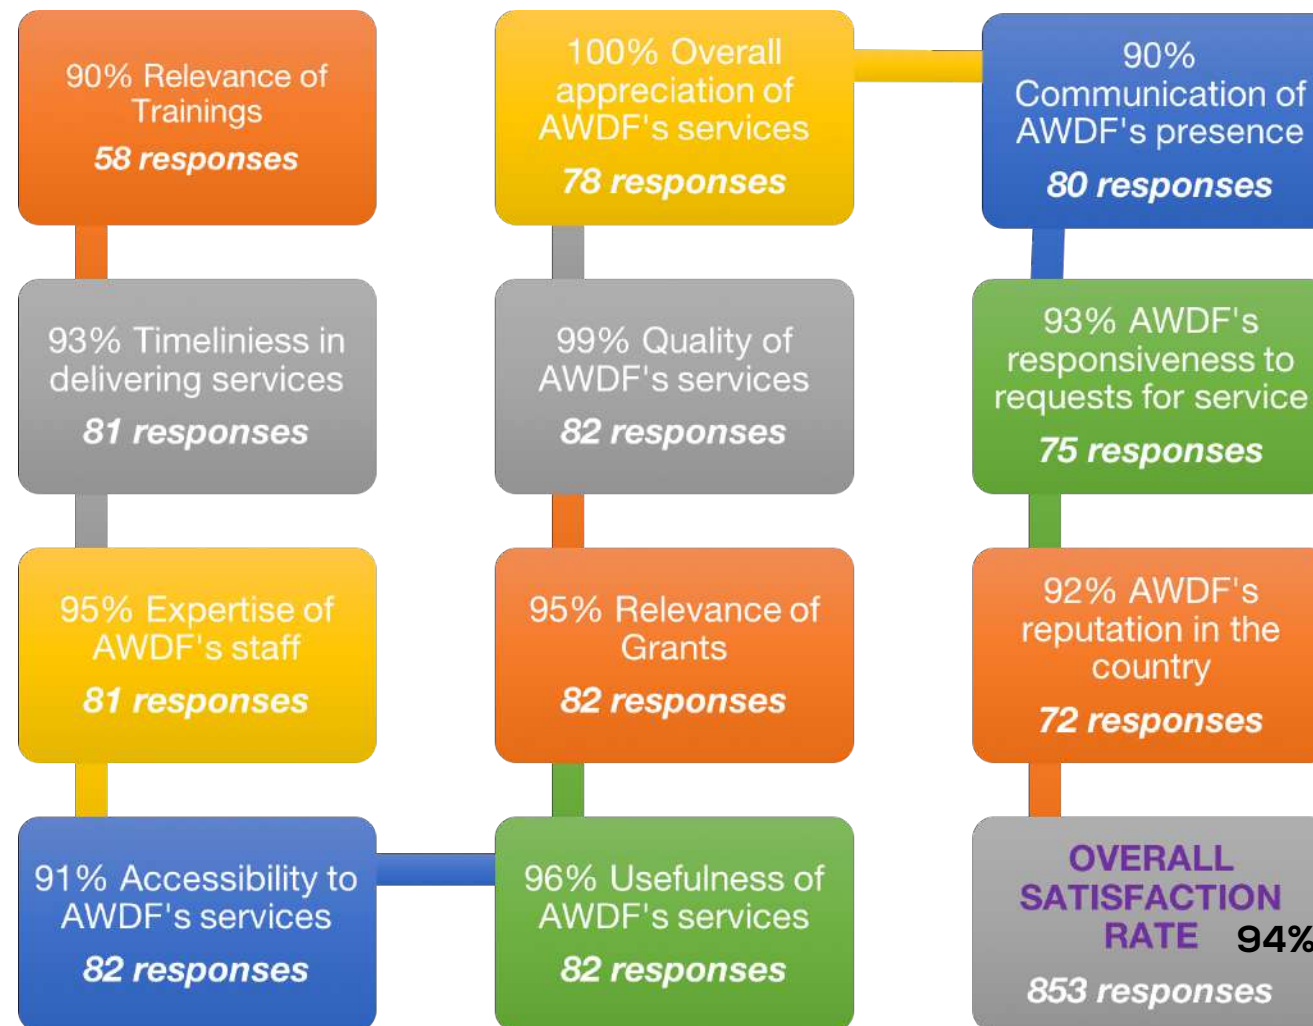 90% Relevance of
Trainings
58 responses
93% Timeliniess in
delivering services
81 responses
95% Expertise of
AWDF's staff
81 responses
91% Accessibility to
AWDF's services
82 responses
96% Usefulness of
AWDF's services
82 responses
95% Relevance of
Grants
82 responses
99% Quality of
AWDF's services
82 responses
100% Overall
appreciation of
AWDF's services
78 responses
90%
Communication of
AWDF's presence
80 responses
93% AWDF's
responsiveness to
requests for service
75 responses
92% AWDF's
reputation in the
country
72 responses
OVERALL
SATISFACTION
RATE 94%
853 responses